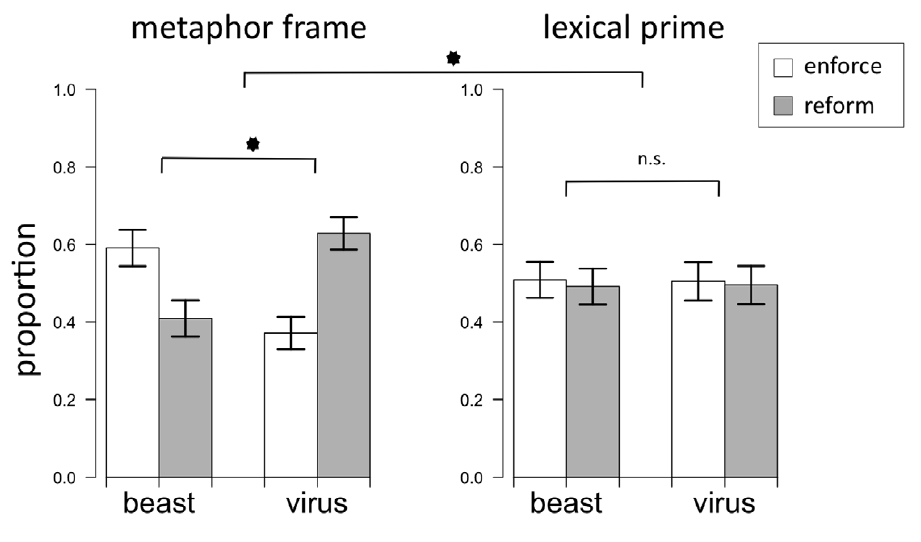 metaphor frame
lexical prime
enforce
reform
proportion
1.0
0.8
0.6
0.4
0.2
0.0
beast
virus
1.0
0.8
0.6
0.4
0.2
0.0
n.s.
beast
virus